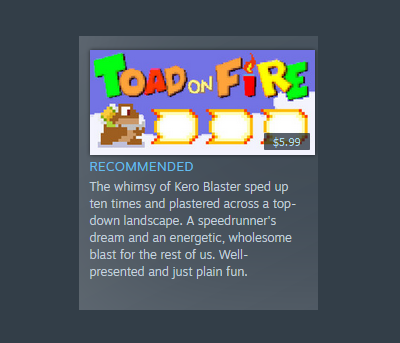 TOAD ON FIRE
$5.99
RECOMMENDED
The whimsy of Kero Blaster sped up
ten times and plastered across a top-
down landscape. A speedrunner's
dream and an energetic, wholesome
blast for the rest of us. Well-
presented and just plain fun.